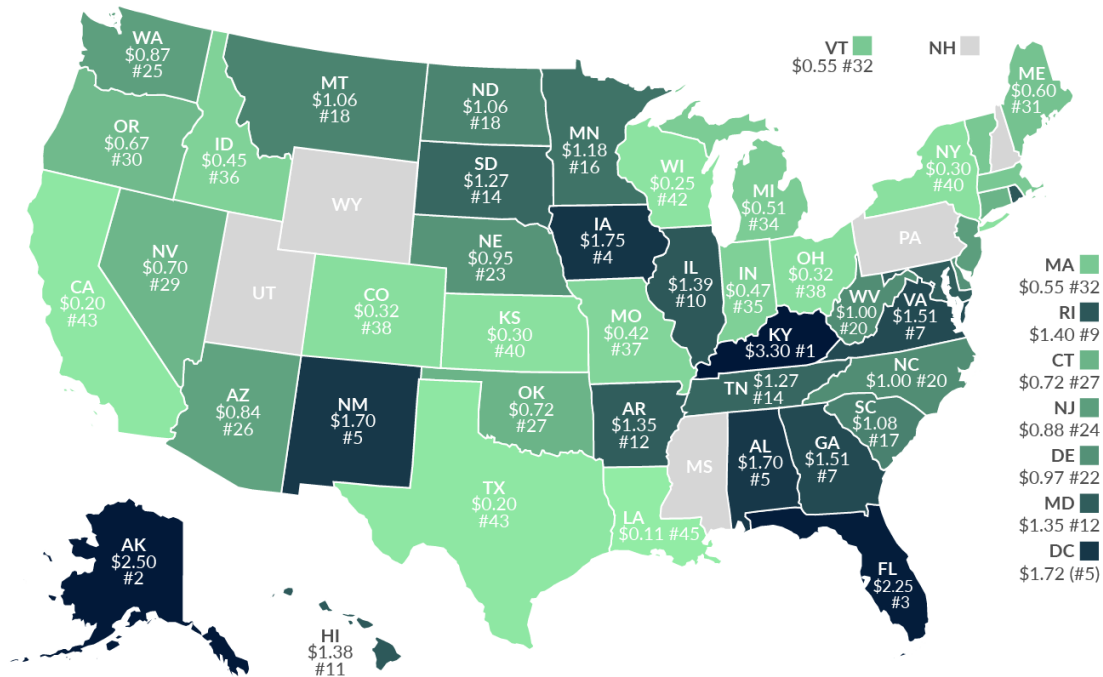 VT
$0.55 #32
NH
WA
$0.87
#25
MT
$1.06
#18
ND
$1.06
#18
MN
$1.18
#16
ME
$0.60
#31
OR
$0.67
#30
ID
$0.45
#36
SD
$1.27
#14
WI
$0.25
#42
MI
$0.51
#34
NY
$0.30
#40
WY
IA
$1.75
#4
NE
$0.95
#23
PA
NV
$0.70
#29
UT
CO
$0.32
#38
IL
$1.39
#10
IN
$0.47
#35
OH
$0.32
#38
WV
$1.00
#20
VA
$1.51
#7
CA
$0.20
#43
KS
$0.30
#40
MO
$0.42
#37
KY
$3.30 #1
AZ
$0.84
#26
NM
$1.70
#5
OK
$0.72
#27
AR
$1.35
#12
TN $1.27
#14
NC
$1.00 #20
SC
$1.08
#17
MS
AL
$1.70
#5
GA
$1.51
#7
TX
$0.20
#43
LA
$0.11 #45
FL
$2.25
#3
AK
$2.50
#2
HI
$1.38
#11
MA
$0.55 #32
RI
$1.40 #9
CT
$0.72 #27
NJ
$0.88 #24
DE
$0.97 #22
MD
$1.35 #12
DC
$1.72 (#5)